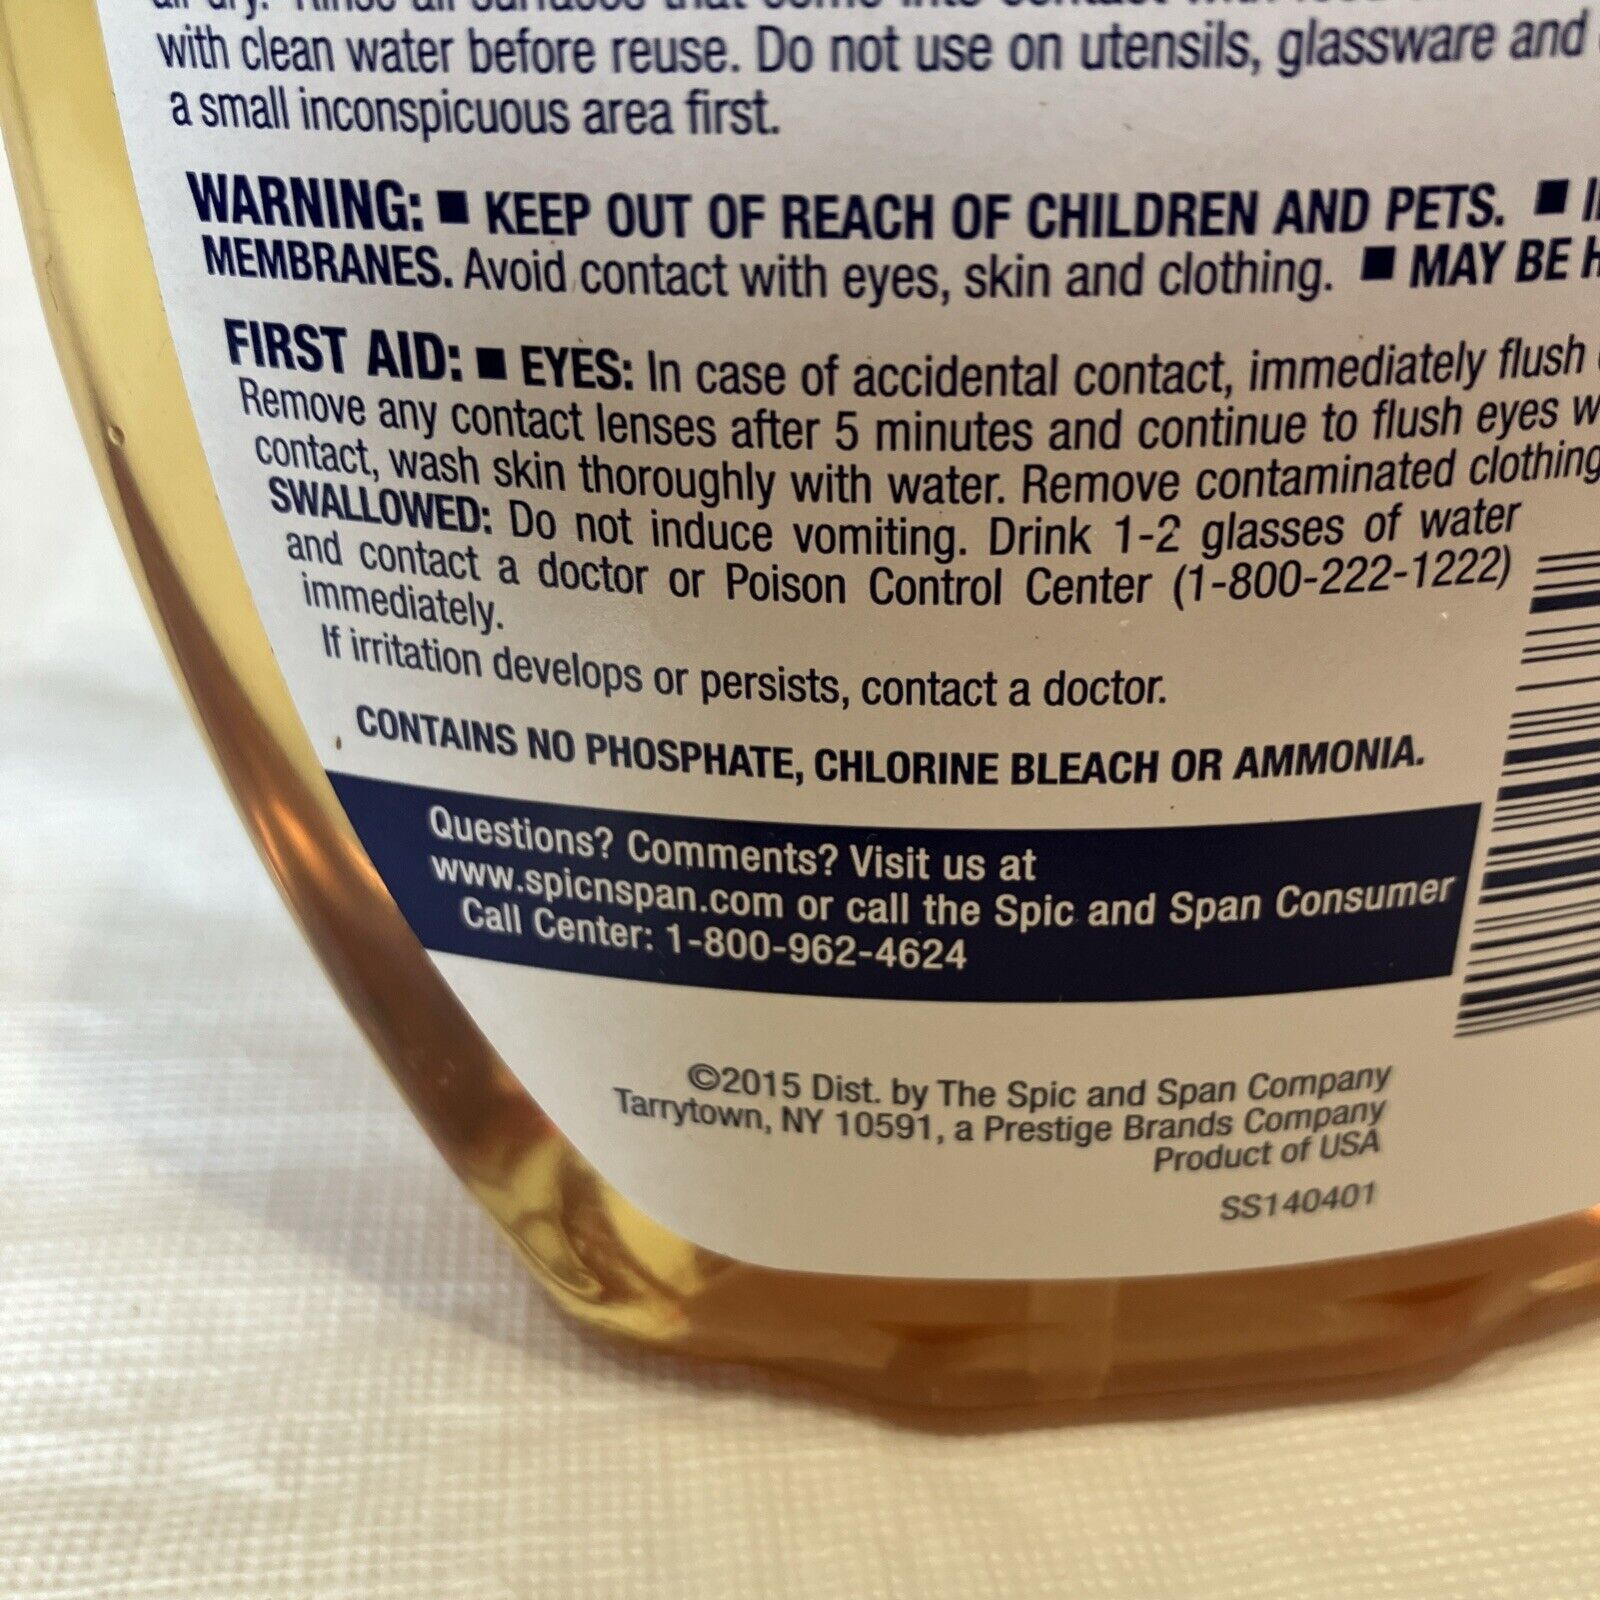 with clean water before reuse. Do not use on utensils, glassware and
a small inconspicuous area first.
WARNING: ■ KEEP OUT OF REACH OF CHILDREN AND PETS. ■
MEMBRANES. Avoid contact with eyes, skin and clothing. ■ MAY BE
FIRST AID: ■ EYES: In case of accidental contact, immediately flush
Remove any contact lenses after 5 minutes and continue to flush eyes
contact, wash skin thoroughly with water. Remove contaminated clothing
SWALLOWED: Do not induce vomiting. Drink 1-2 glasses of water
and contact a doctor or Poison Control Center (1-800-222-1222)
immediately.
If irritation develops or persists, contact a doctor.
CONTAINS NO PHOSPHATE, CHLORINE BLEACH OR AMMONIA.
Questions? Comments? Visit us at
www.spicnspan.com or call the Spic and Span Consumer
Call Center: 1-800-962-4624
©2015 Dist. by The Spic and Span Company
Tarrytown, NY 10591, a Prestige Brands Company
Product of USA
SS140401